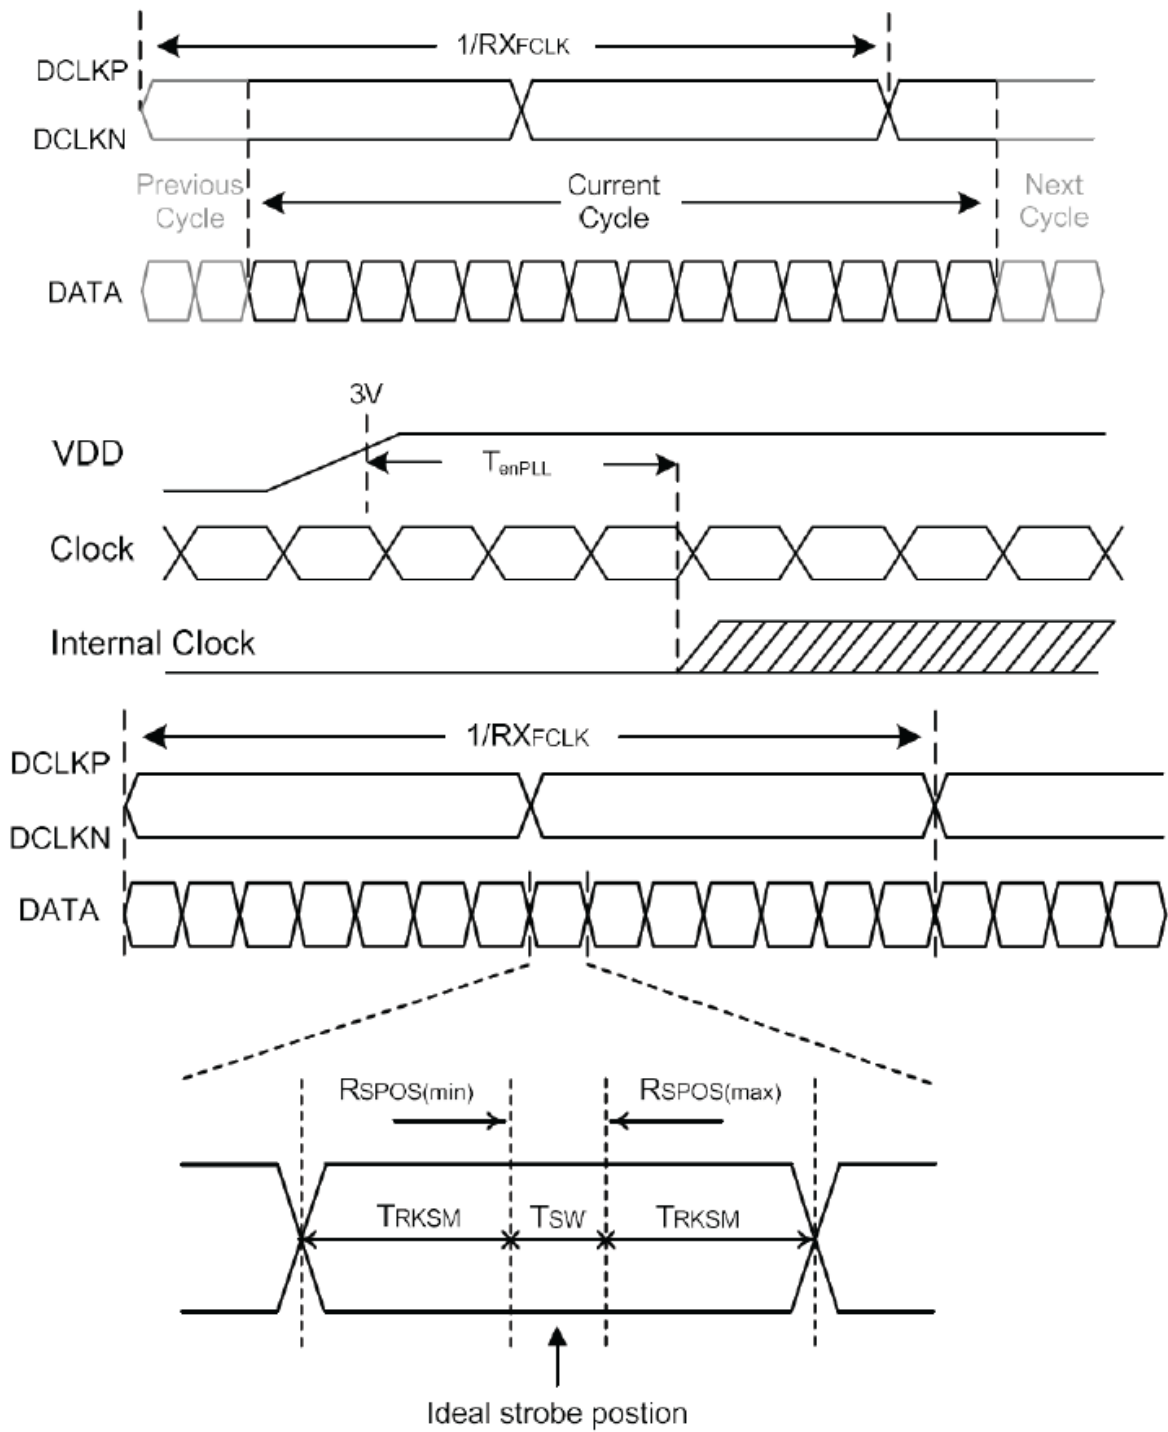 1/RXFCLK
DCLKP
DCLKN
Previous
Cycle
Current
Cycle
Next
Cycle
DATA
3V
VDD
TenPLL
Clock
Internal Clock
1/RXFCLK
DCLKP
DCLKN
DATA
RSPOS(min)
RSPOS(max)
TRKSM
TSW
TRKSM
Ideal strobe postion